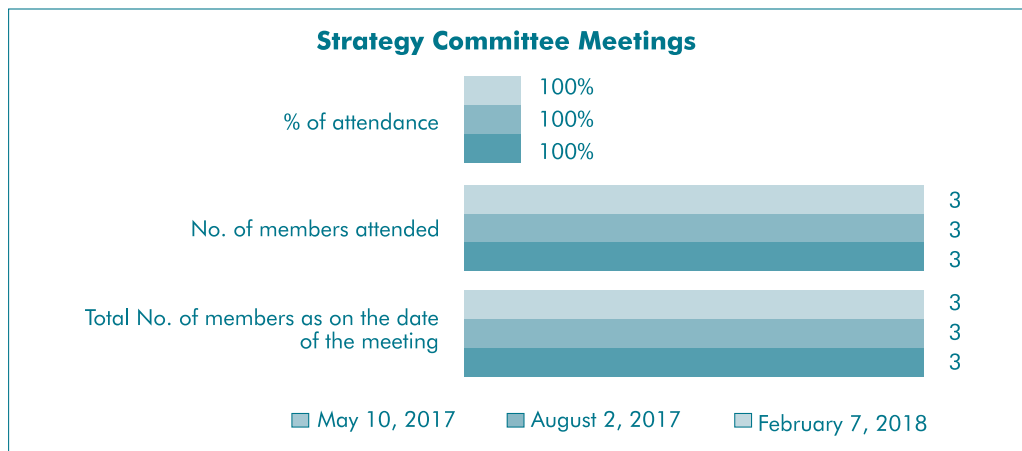 Strategy Committee Meetings
% of attendance
100%
100%
100%
No. of members attended
3
3
3
Total No. of members as on the date
of the meeting
3
3
3
May 10, 2017
August 2, 2017
February 7, 2018